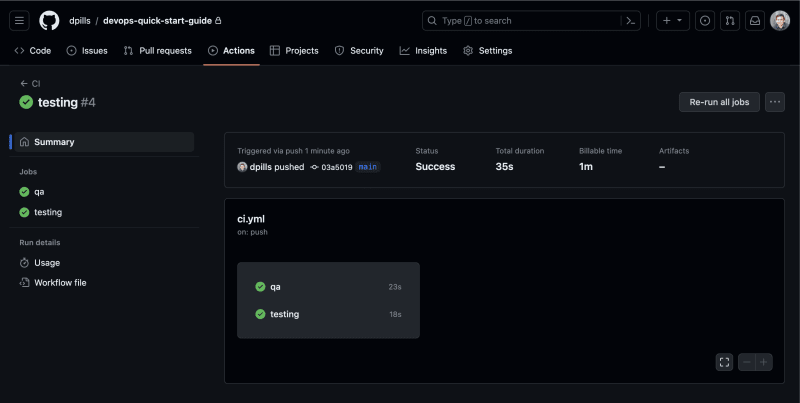 dpills / devops-quick-start-guide
Type / to search
Code Issues Pull requests Actions Projects Security Insights Settings
CI
testing #4
Re-run all jobs
Summary
Jobs
qa
testing
Run details
Usage
Workflow file
Triggered via push 1 minute ago
dpills pushed 03a5019 main
Status
Success
Total duration
35s
Billable time
1m
Artifacts
–
ci.yml
on: push
qa 23s
testing 18s